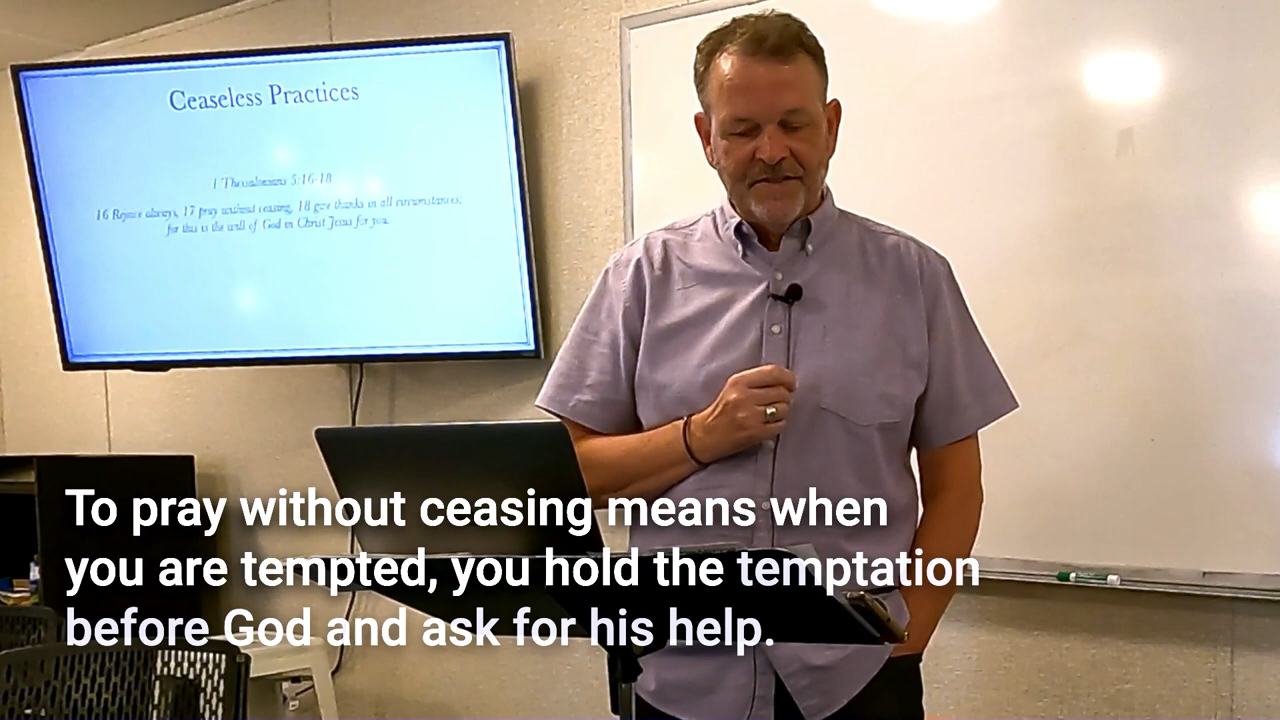 Ceaseless Practices
1 Thessalonians 5:16-18
16 Rejoice always, 17 pray without ceasing, 18 give thanks in all circumstances;
for this is the will of God in Christ Jesus for you.
To pray without ceasing means when
you are tempted, you hold the temptation
before God and ask for his help.